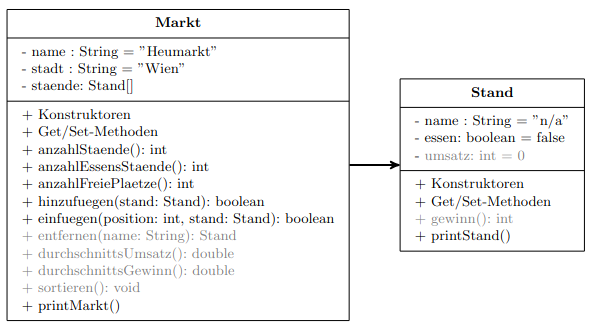 Markt
- name : String = ”Heumarkt”
- stadt : String = ”Wien”
- staende: Stand[]
+ Konstruktoren
+ Get/Set-Methoden
+ anzahlStaende(): int
+ anzahlEssensStaende(): int
+ anzahlFreiePlaetze(): int
+ hinzufuegen(stand: Stand): boolean
+ einfuegen(position: int, stand: Stand): boolean
+ entfernen(name: String): Stand
+ durchschnittsUmsatz(): double
+ durchschnittsGewinn(): double
+ sortieren(): void
+ printMarkt()
Stand
- name : String = ”n/a”
- essen: boolean = false
- umsatz: int = 0
+ Konstruktoren
+ Get/Set-Methoden
+ gewinn(): int
+ printStand()